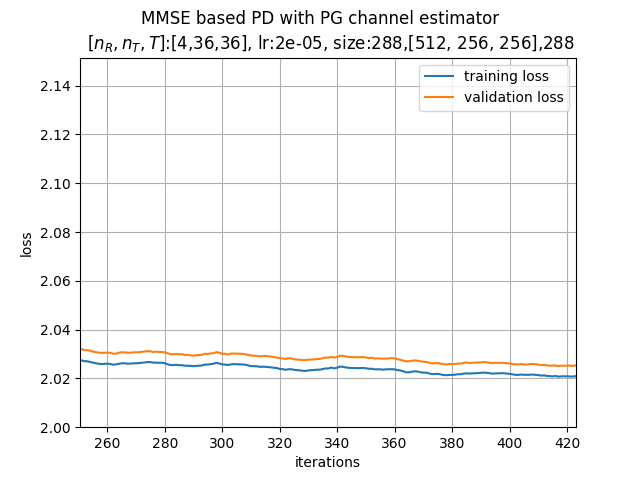 MMSE based PD with PG channel estimator
[n_R, n_T, T]:[4,36,36], lr:2e-05, size:288,[512, 256, 256],288
training loss
validation loss
2.14
2.12
2.10
2.08
2.06
2.04
2.02
2.00
loss
260 280 300 320 340 360 380 400 420
iterations